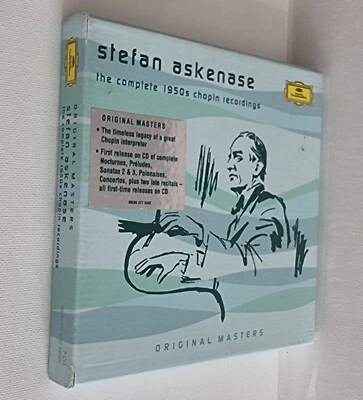 stefan askenase
the complete 1950s chopin recordings
ORIGINAL MASTERS
• The timeless legacy of a great
Chopin interpreter
• First release on CD of complete
Nocturnes, Préludes,
Sonatas 2 & 3, Polonaises,
Concertos, plus two late recitals –
all first-time releases on CD
ORIGINAL MASTERS
ORIGINAL MASTERS
stefan askenase
the complete 1950s chopin recordings